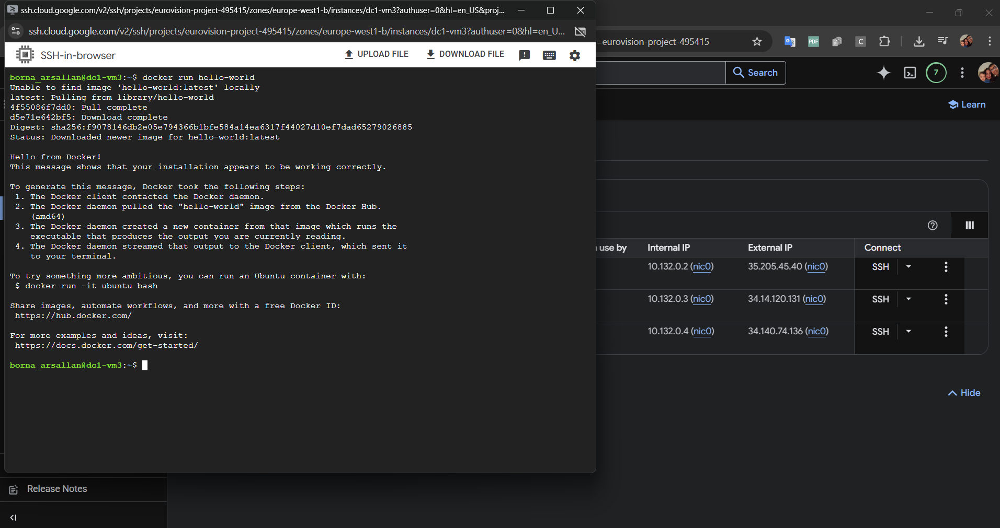 ssh.cloud.google.com/v2/ssh/projects/eurovision-project-495415/zones/europe-west1-b/instances/dc1-vm3?authuser=0&hl=en_US&proj...
ssh.cloud.google.com/v2/ssh/projects/eurovision-project-495415/zones/europe-west1-b/instances/dc1-vm3?authuser=0&hl=en_U...
=eurovision-project-495415
PDF
C
SSH-in-browser
UPLOAD FILE
DOWNLOAD FILE
Search
7
Learn
borna_arsallan@dc1-vm3:~$ docker run hello-world
Unable to find image 'hello-world:latest' locally
latest: Pulling from library/hello-world
4f55086f7dd0: Pull complete
d5e71e642bf5: Download complete
Digest: sha256:f9078146db2e05e794366b1bfe584a14ea6317f44027d10ef7dad65279026885
Status: Downloaded newer image for hello-world:latest
Hello from Docker!
This message shows that your installation appears to be working correctly.
To generate this message, Docker took the following steps:
1. The Docker client contacted the Docker daemon.
2. The Docker daemon pulled the "hello-world" image from the Docker Hub.
(amd64)
3. The Docker daemon created a new container from that image which runs the
executable that produces the output you are currently reading.
4. The Docker daemon streamed that output to the Docker client, which sent it
to your terminal.
To try something more ambitious, you can run an Ubuntu container with:
$ docker run -it ubuntu bash
Share images, automate workflows, and more with a free Docker ID:
https://hub.docker.com/
For more examples and ideas, visit:
https://docs.docker.com/get-started/
borna_arsallan@dc1-vm3:~$
use by Internal IP External IP Connect
10.132.0.2 (nic0) 35.205.45.40 (nic0) SSH
10.132.0.3 (nic0) 34.14.120.131 (nic0) SSH
10.132.0.4 (nic0) 34.140.74.136 (nic0) SSH
Hide
Release Notes